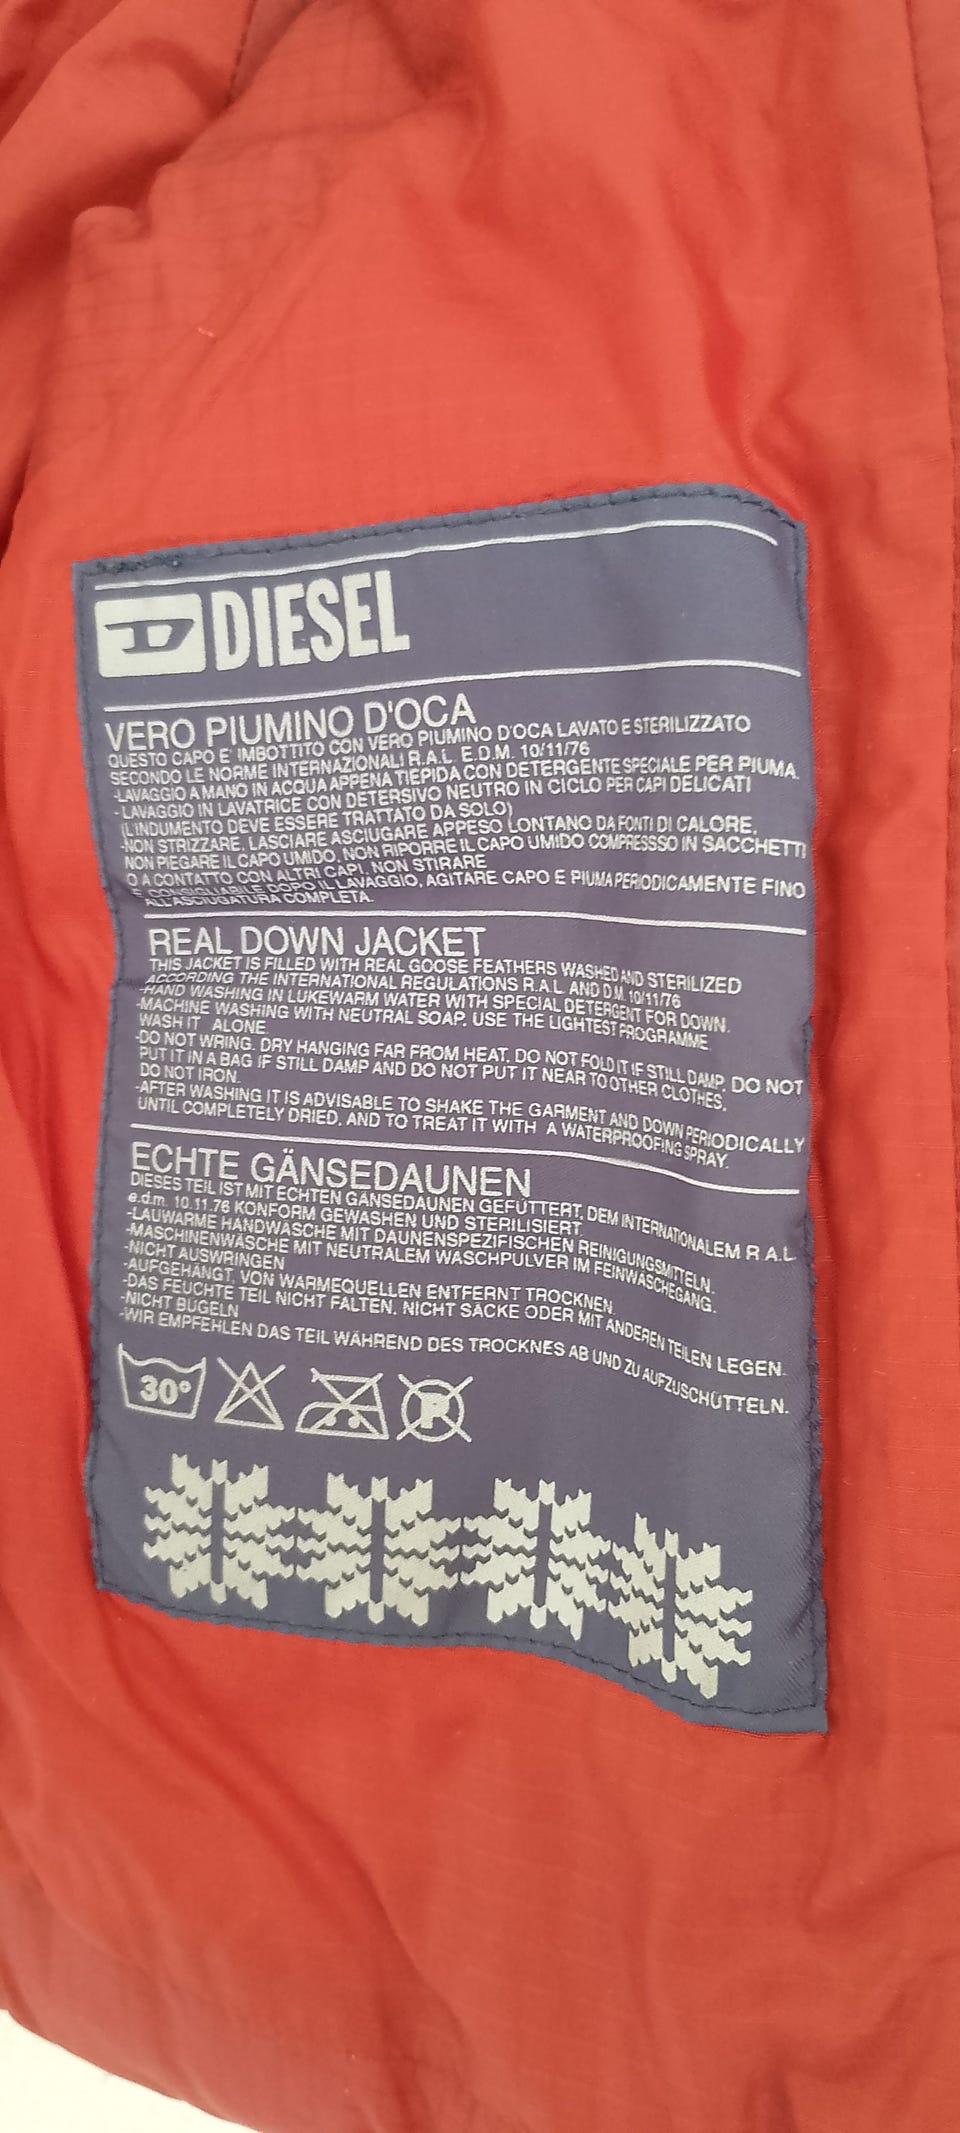 D DIESEL
VERO PIUMINO D'OCA
QUESTO CAPO E' IMBOTTITO CON VERO PIUMINO D'OCA LAVATO E STERILIZZATO
SECONDO LE NORME INTERNAZIONALI R.A.L. E.D.M. 10/11/76
-LAVAGGIO A MANO IN ACQUA APPENA TIEPIDA CON DETERGENTE SPECIALE PER PIUMA.
-LAVAGGIO IN LAVATRICE CON DETERSIVO NEUTRO IN CICLO PER CAPI DELICATI
(L'INDUMENTO DEVE ESSERE TRATTATO DA SOLO)
-NON STRIZZARE, LASCIARE ASCIUGARE APPESO LONTANO DA FONTI DI CALORE,
NON PIEGARE IL CAPO UMIDO, NON RIPORRE IL CAPO UMIDO COMPRESSSO IN SACCHETTI
O A CONTATTO CON ALTRI CAPI, NON STIRARE
E' CONSIGLIABILE DOPO IL LAVAGGIO, AGITARE CAPO E PIUMA PERIODICAMENTE FINO
ALL'ASCIUGATURA COMPLETA.
REAL DOWN JACKET
THIS JACKET IS FILLED WITH REAL GOOSE FEATHERS WASHED AND STERILIZED
ACCORDING THE INTERNATIONAL REGULATIONS R.A.L. AND D.M. 10/11/76
-HAND WASHING IN LUKEWARM WATER WITH SPECIAL DETERGENT FOR DOWN.
-MACHINE WASHING WITH NEUTRAL SOAP. USE THE LIGHTEST PROGRAMME
WASH IT ALONE.
-DO NOT WRING. DRY HANGING FAR FROM HEAT. DO NOT FOLD IT IF STILL DAMP. DO NOT
PUT IT IN A BAG IF STILL DAMP AND DO NOT PUT IT NEAR TO OTHER CLOTHES.
DO NOT IRON.
-AFTER WASHING IT IS ADVISABLE TO SHAKE THE GARMENT AND DOWN PERIODICALLY
UNTIL COMPLETELY DRIED, AND TO TREAT IT WITH A WATERPROOFING SPRAY.
ECHTE GÄNSEDAUNEN
DIESES TEIL IST MIT ECHTEN GÄNSEDAUNEN GEFÜTTERT, DEM INTERNATIONALEM R.A.L.
e.d.m. 10.11.76 KONFORM GEWASHEN UND STERILISIERT.
-LAUWARME HANDWÄSCHE MIT DAUNENSPEZIFISCHEN REINIGUNGSMITTELN.
-MASCHINENWÄSCHE MIT NEUTRALEM WASCHPULVER IM FEINWÄSCHEGANG.
-NICHT AUSWRINGEN
-AUFGEHÄNGT, VON WARMEQUELLEN ENTFERNT TROCKNEN.
-DAS FEUCHTE TEIL NICHT FALTEN, NICHT SÄCKE ODER MIT ANDEREN TEILEN LEGEN.
-NICHT BÜGELN
-WIR EMPFEHLEN DAS TEIL WÄHREND DES TROCKNES AB UND ZU AUFZUSCHÜTTELN.
30° P